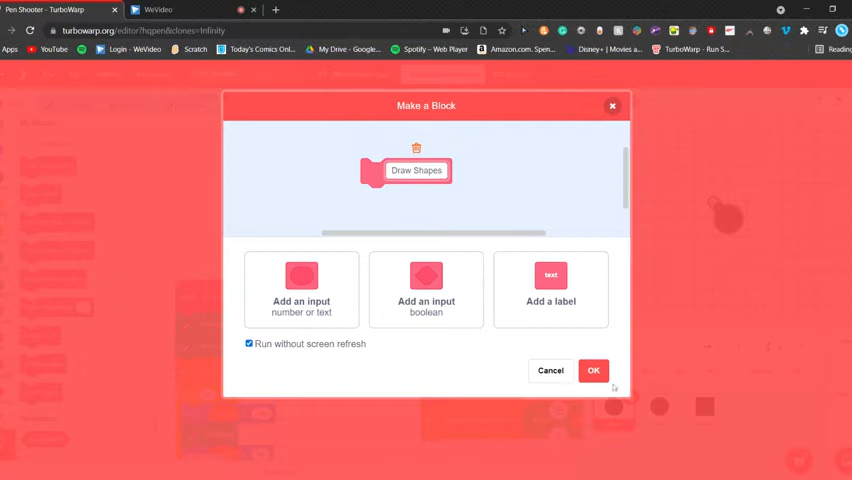 Pen Shooter - TurboWarp
WeVideo
turbowarp.org/editor?hqpen&clones=Infinity
Apps
YouTube
Login - WeVideo
Scratch
Today's Comics Onl...
My Drive - Google...
Spotify – Web Player
Amazon.com. Spen...
Disney+ | Movies a...
TurboWarp - Run S...
Reading
Make a Block
Draw Shapes
text
Add an input
number or text
Add an input
boolean
Add a label
Run without screen refresh
Cancel
OK